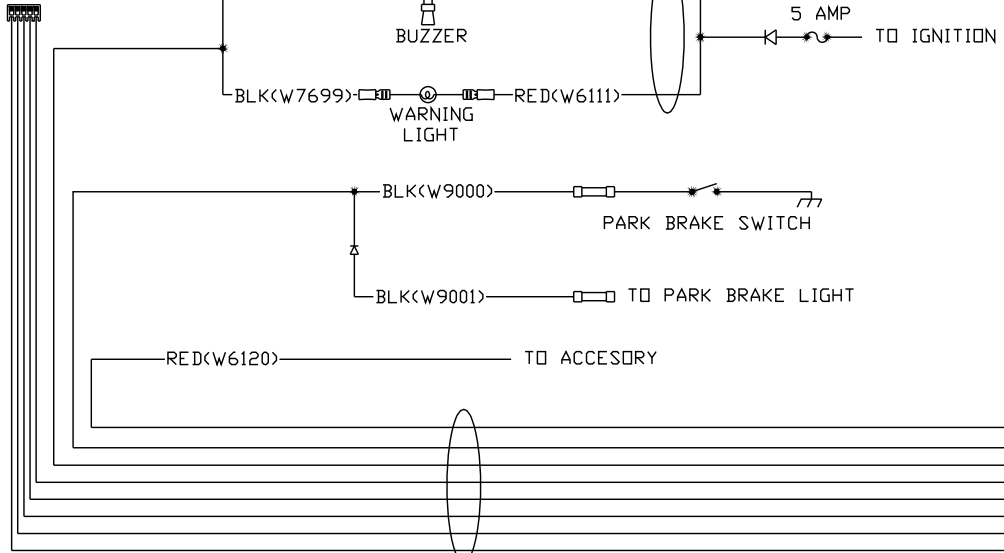 5 AMP
TO IGNITION
BUZZER
BLK(W7699)
RED(W6111)
WARNING
LIGHT
BLK(W9000)
PARK BRAKE SWITCH
BLK(W9001)
TO PARK BRAKE LIGHT
RED(W6120)
TO ACCESORY